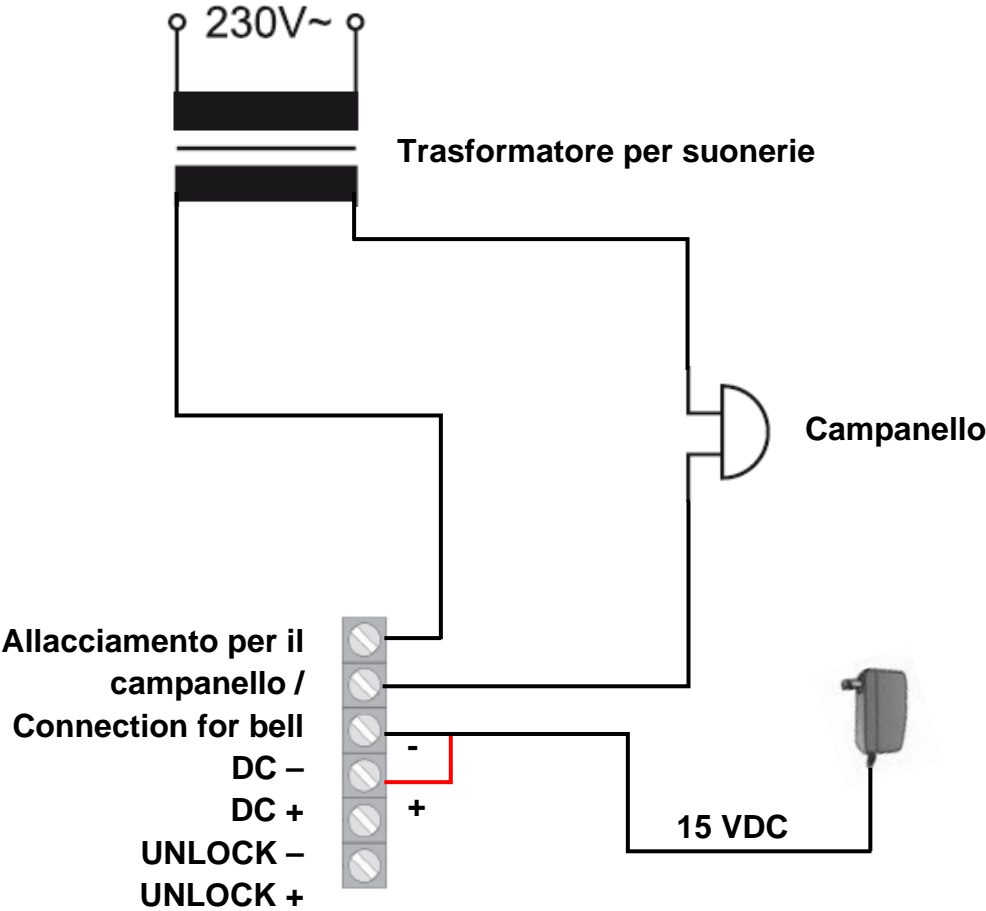 230V~
Trasformatore per suonerie
Campanello
Allacciamento per il
campanello /
Connection for bell
DC –
DC +
UNLOCK –
UNLOCK +
-
+
15 VDC